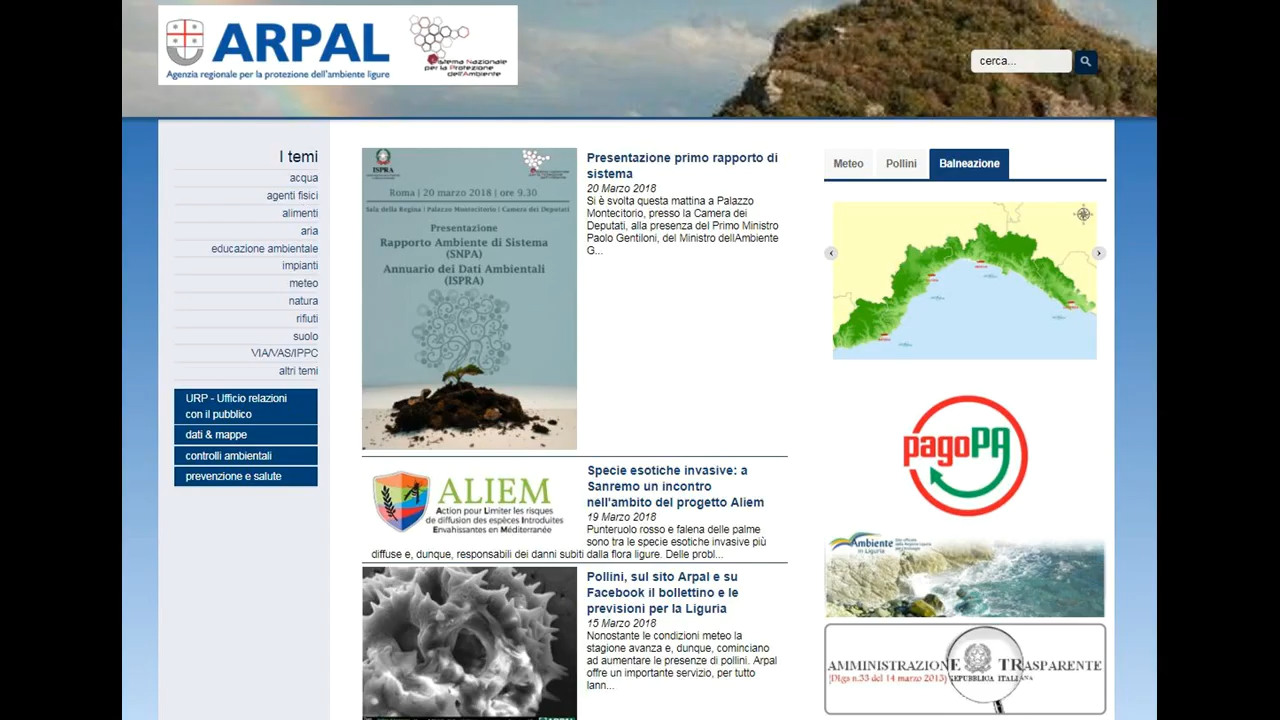 ARPAL
Agenzia regionale per la protezione dell'ambiente ligure
Sistema Nazionale
per la Protezione
dell'Ambiente
cerca...
I temi
acqua
agenti fisici
alimenti
aria
educazione ambientale
impianti
meteo
natura
rifiuti
suolo
VIA/VAS/IPPC
altri temi
URP - Ufficio relazioni
con il pubblico
dati & mappe
controlli ambientali
prevenzione e salute
ISPRA
Roma | 20 marzo 2018 | ore 9.30
Sala della Regina | Palazzo Montecitorio | Camera dei Deputati
Presentazione
Rapporto Ambiente di Sistema
(SNPA)
Annuario dei Dati Ambientali
(ISPRA)
Presentazione primo rapporto di
sistema
20 Marzo 2018
Si è svolta questa mattina a Palazzo
Montecitorio, presso la Camera dei
Deputati, alla presenza del Primo Ministro
Paolo Gentiloni, del Ministro dellAmbiente
G...
ALIEM
Action pour Limiter les risques
de diffusion des espèces Introduites
Envahissantes en Méditerranée
Specie esotiche invasive: a
Sanremo un incontro
nell'ambito del progetto Aliem
19 Marzo 2018
Punteruolo rosso e falena delle palme
sono tra le specie esotiche invasive più
diffuse e, dunque, responsabili dei danni subiti dalla flora ligure. Delle probl...
Pollini, sul sito Arpal e su
Facebook il bollettino e le
previsioni per la Liguria
15 Marzo 2018
Nonostante le condizioni meteo la
stagione avanza e, dunque, cominciano
ad aumentare le presenze di pollini. Arpal
offre un importante servizio, per tutto
lann...
Meteo
Pollini
Balneazione
pagoPA
Ambiente
in Liguria
AMMINISTRAZIONE TRASPARENTE
(Dlgs n.33 del 14 marzo 2013)
REPUBBLICA ITALIANA